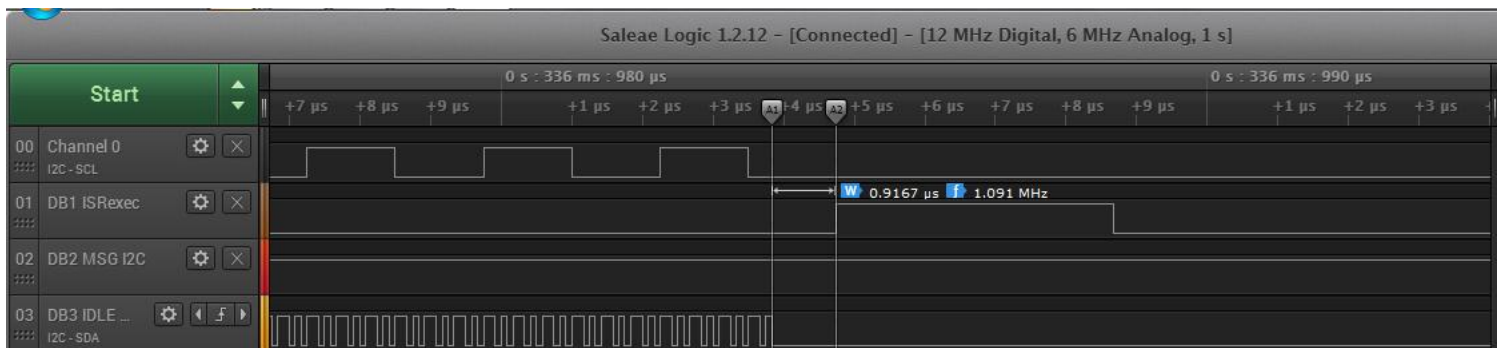 Saleae Logic 1.2.12 - [Connected] - [12 MHz Digital, 6 MHz Analog, 1 s]
Start
0 s : 336 ms : 980 µs
0 s : 336 ms : 990 µs
+7 µs +8 µs +9 µs +1 µs +2 µs +3 µs A1 +4 µs A2 +5 µs +6 µs +7 µs +8 µs +9 µs +1 µs +2 µs +3 µs
00 Channel 0
I2C - SCL
01 DB1 ISRexec
W 0.9167 µs f 1.091 MHz
02 DB2 MSG I2C
03 DB3 IDLE ...
I2C - SDA